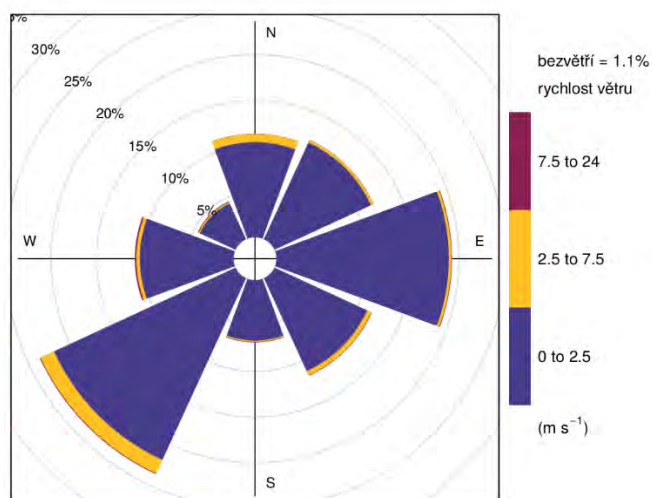 %
30%
25%
20%
15%
10%
5%
N
W
E
S
bezvětří = 1.1%
rychlost větru
7.5 to 24
2.5 to 7.5
0 to 2.5
(m s⁻¹)